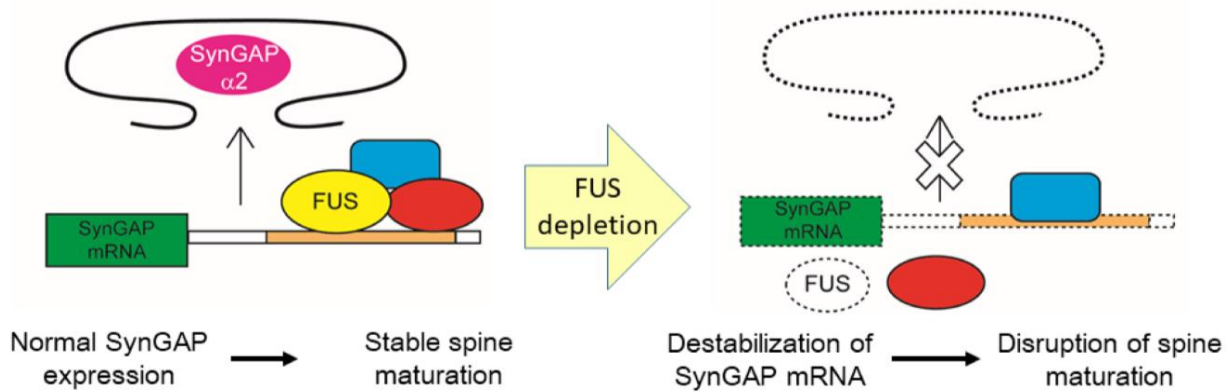 SynGAP
α2
FUS
SynGAP
mRNA
FUS
depletion
SynGAP
mRNA
FUS
Normal SynGAP
expression
Stable spine
maturation
Destabilization of
SynGAP mRNA
Disruption of spine
maturation